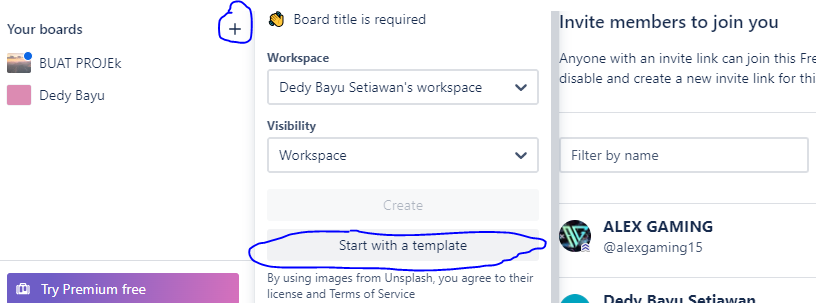 Your boards
BUAT PROJEk
Dedy Bayu
Try Premium free
Board title is required
Workspace
Dedy Bayu Setiawan's workspace
Visibility
Workspace
Create
Start with a template
By using images from Unsplash, you agree to their
license and Terms of Service
Invite members to join you
Anyone with an invite link can join this Fre
disable and create a new invite link for thi
Filter by name
ALEX GAMING
@alexgaming15
Dedy Bayu Setiawan